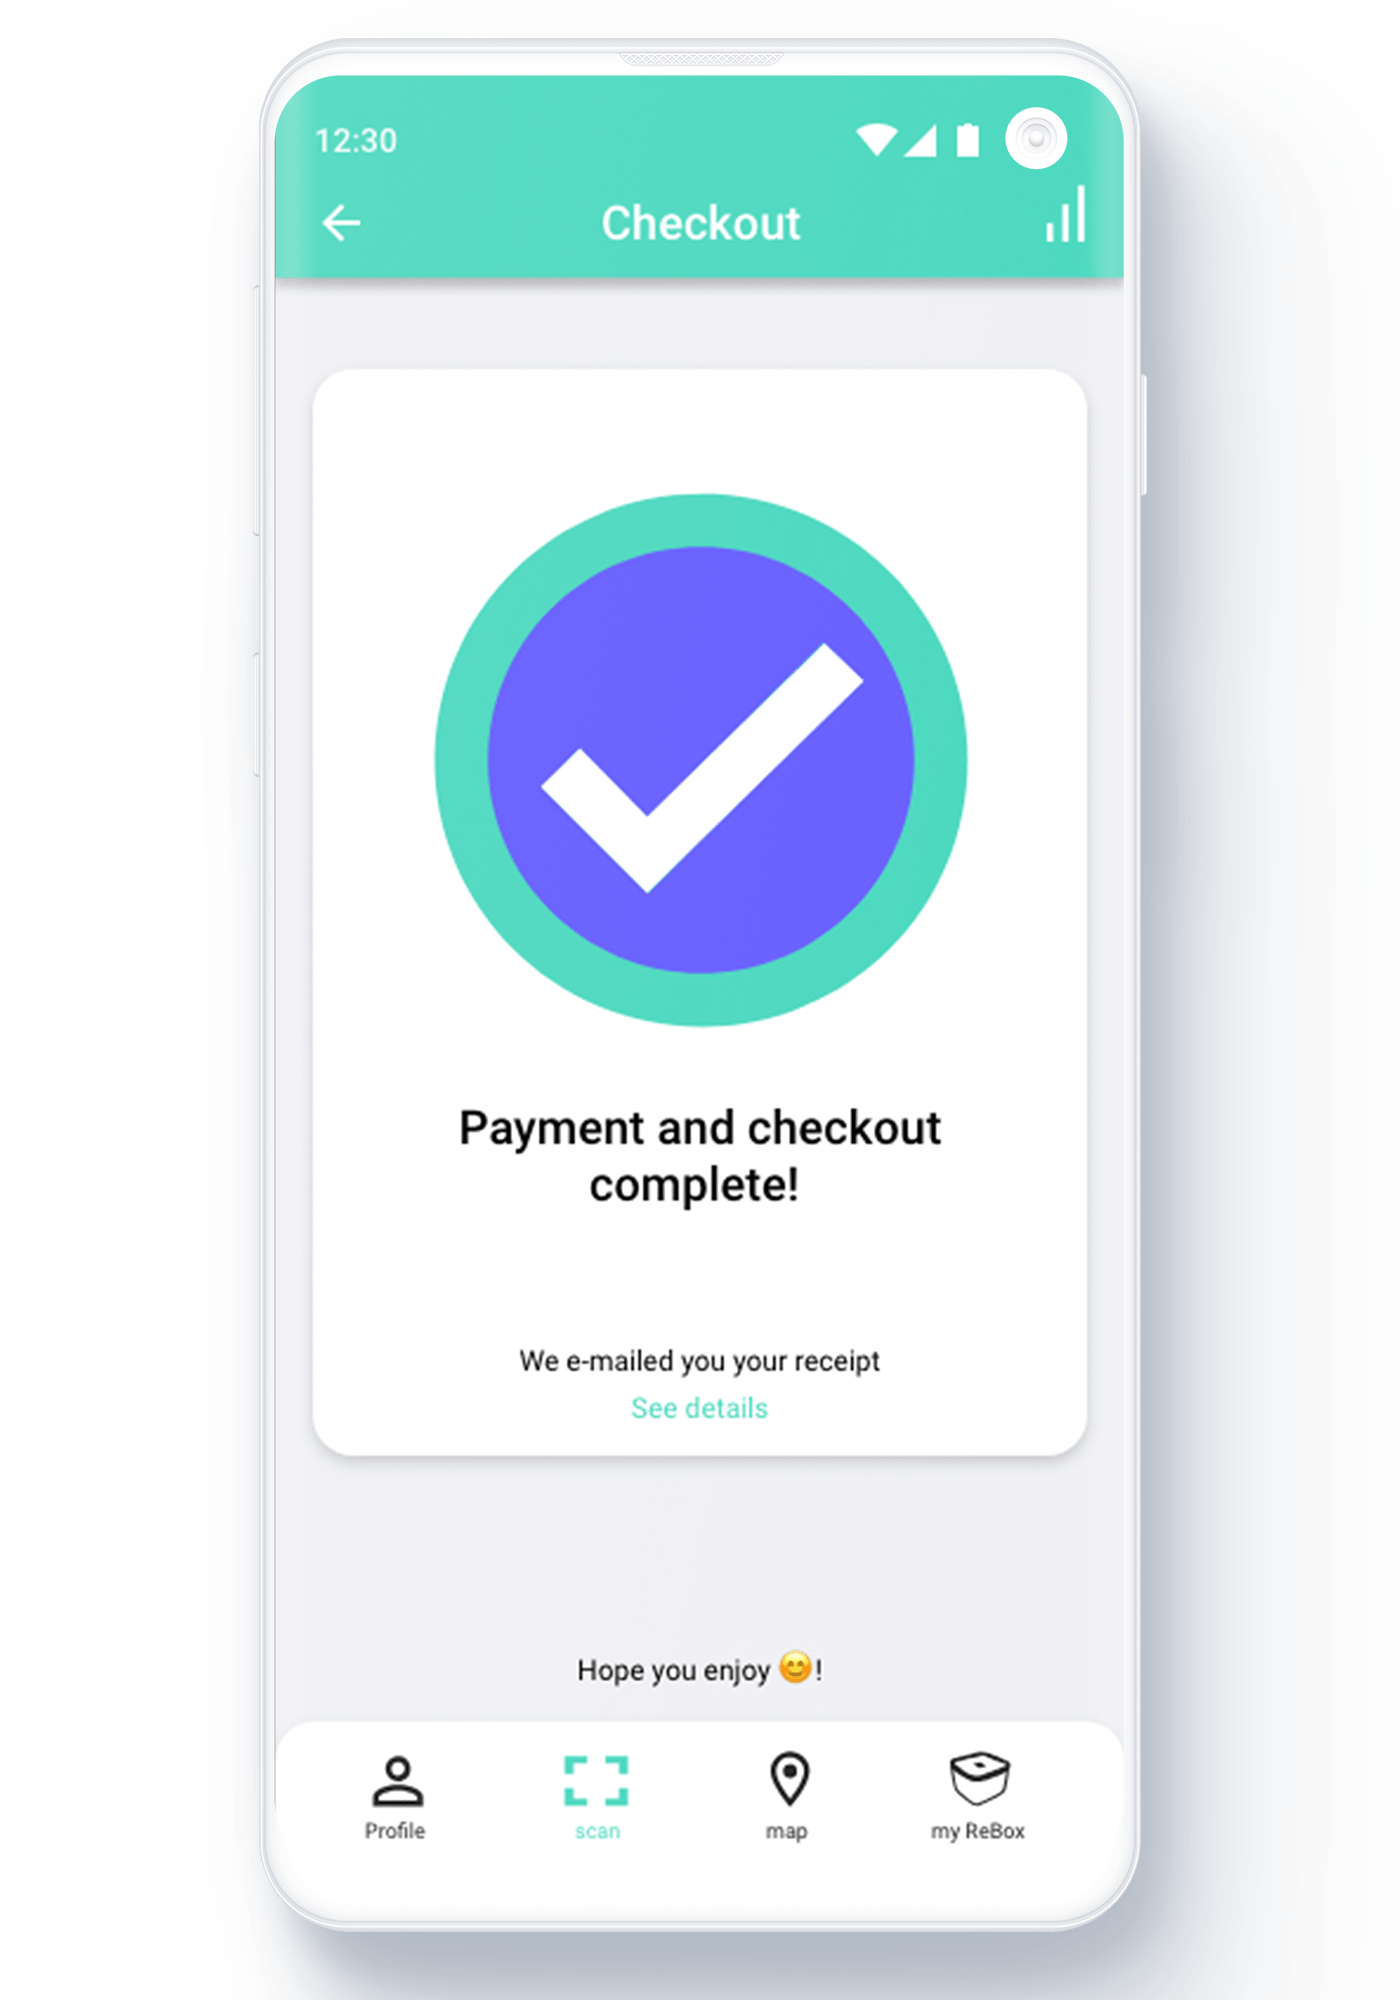 12:30
Checkout
Payment and checkout
complete!
We e-mailed you your receipt
See details
Hope you enjoy 😊!
Profile
scan
map
my ReBox